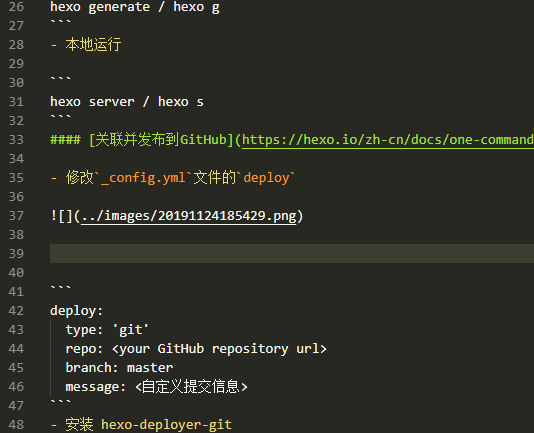 26 hexo generate / hexo g
27 ```
28 - 本地运行
29
30 ```
31 hexo server / hexo s
32 ```
33 #### [关联并发布到GitHub](https://hexo.io/zh-cn/docs/one-command
34
35 - 修改`_config.yml`文件的`deploy`
36
37 ![](../images/20191124185429.png)
38
39
40
41 ```
42 deploy:
43   type: 'git'
44   repo: <your GitHub repository url>
45   branch: master
46   message: <自定义提交信息>
47 ```
48 - 安装 hexo-deployer-git